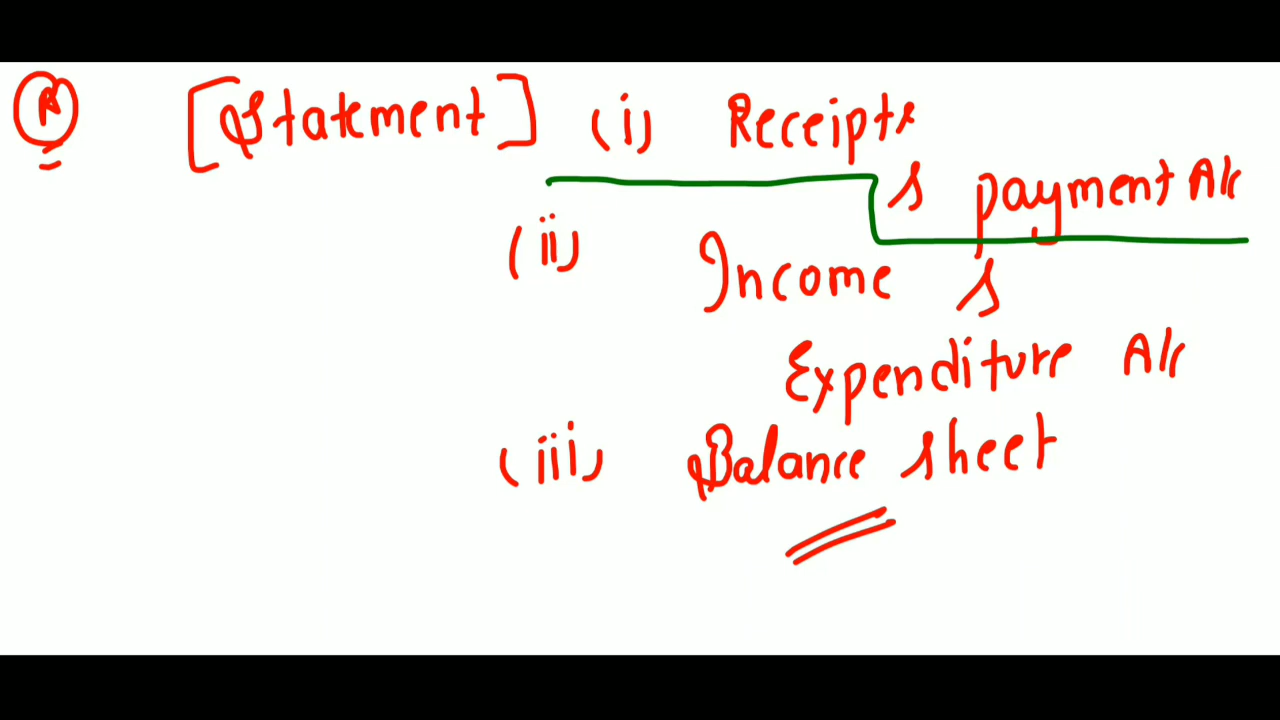 Ⓡ [Statement] (i) Receipts
& payment A/c
(ii) Income &
Expenditure A/c
(iii) Balance sheet